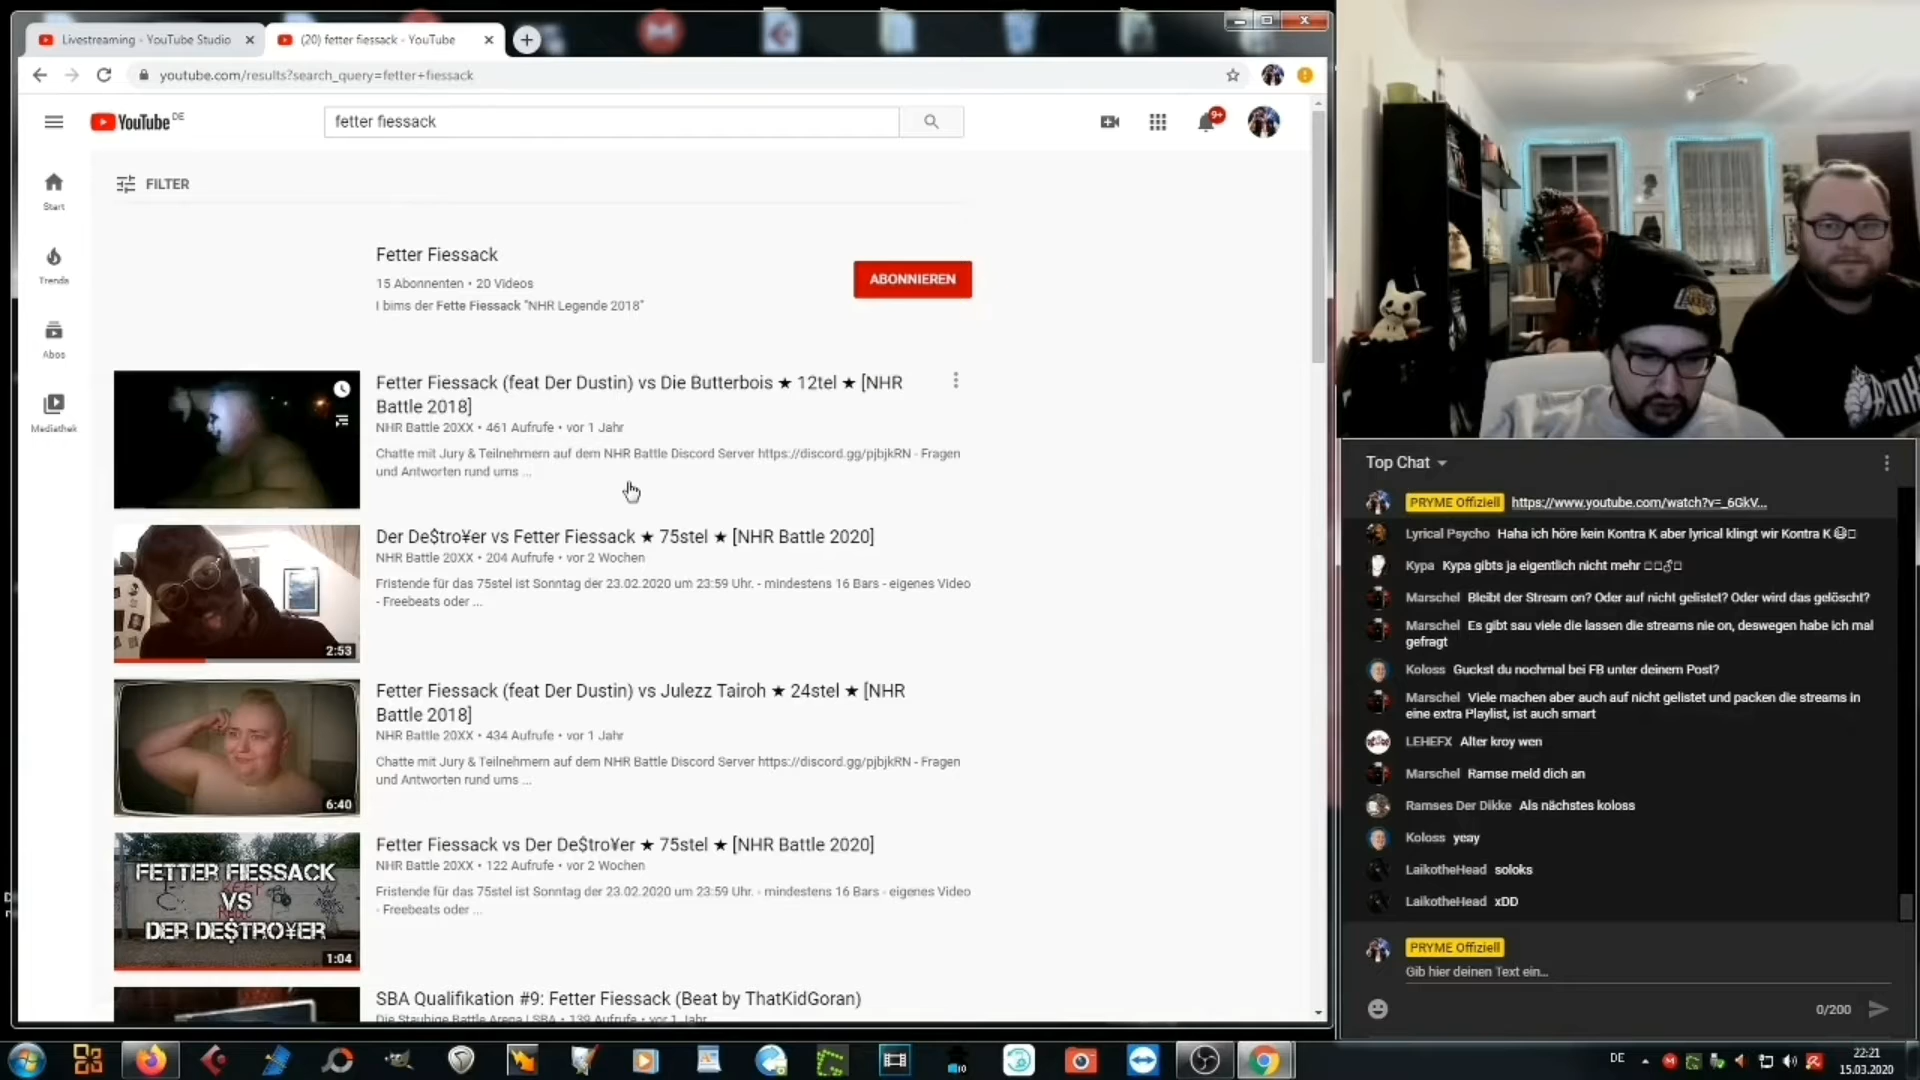 Livestreaming - YouTube Studio
(20) fetter fiessack - YouTube
youtube.com/results?search_query=fetter+fiessack
YouTube DE
fetter fiessack
9+
FILTER
Start
Trends
Abos
Mediathek
Fetter Fiessack
15 Abonnenten • 20 Videos
I bims der Fette Fiessack "NHR Legende 2018"
ABONNIEREN
Fetter Fiessack (feat Der Dustin) vs Die Butterbois ★ 12tel ★ [NHR
Battle 2018]
NHR Battle 20XX • 461 Aufrufe • vor 1 Jahr
Chatte mit Jury & Teilnehmern auf dem NHR Battle Discord Server https://discord.gg/pjbjkRN - Fragen
und Antworten rund ums ...
Der De$tro¥er vs Fetter Fiessack ★ 75stel ★ [NHR Battle 2020]
NHR Battle 20XX • 204 Aufrufe • vor 2 Wochen
Fristende für das 75stel ist Sonntag der 23.02.2020 um 23:59 Uhr. - mindestens 16 Bars - eigenes Video
- Freebeats oder ...
2:53
Fetter Fiessack (feat Der Dustin) vs Julezz Tairoh ★ 24stel ★ [NHR
Battle 2018]
NHR Battle 20XX • 434 Aufrufe • vor 1 Jahr
Chatte mit Jury & Teilnehmern auf dem NHR Battle Discord Server https://discord.gg/pjbjkRN - Fragen
und Antworten rund ums ...
6:40
Fetter Fiessack vs Der De$tro¥er ★ 75stel ★ [NHR Battle 2020]
NHR Battle 20XX • 122 Aufrufe • vor 2 Wochen
Fristende für das 75stel ist Sonntag der 23.02.2020 um 23:59 Uhr. - mindestens 16 Bars - eigenes Video
- Freebeats oder ...
FETTER FIESSACK
VS
DER DE$TRO¥ER
1:04
SBA Qualifikation #9: Fetter Fiessack (Beat by ThatKidGoran)
Die Staubige Battle Arena | SBA • 139 Aufrufe • vor 1 Jahr
Top Chat
PRYME Offiziell https://www.youtube.com/watch?v=_6GkV...
Lyrical Psycho Haha ich höre kein Kontra K aber lyrical klingt wir Kontra K
Kypa Kypa gibts ja eigentlich nicht mehr
Marschel Bleibt der Stream on? Oder auf nicht gelistet? Oder wird das gelöscht?
Marschel Es gibt sau viele die lassen die streams nie on, deswegen habe ich mal
gefragt
Koloss Guckst du nochmal bei FB unter deinem Post?
Marschel Viele machen aber auch auf nicht gelistet und packen die streams in
eine extra Playlist, ist auch smart
LEHEFX Alter kroy wen
Marschel Ramse meld dich an
Ramses Der Dikke Als nächstes koloss
Koloss yeay
LaikotheHead soloks
LaikotheHead xDD
PRYME Offiziell
Gib hier deinen Text ein...
0/200
DE
22:21
15.03.2020